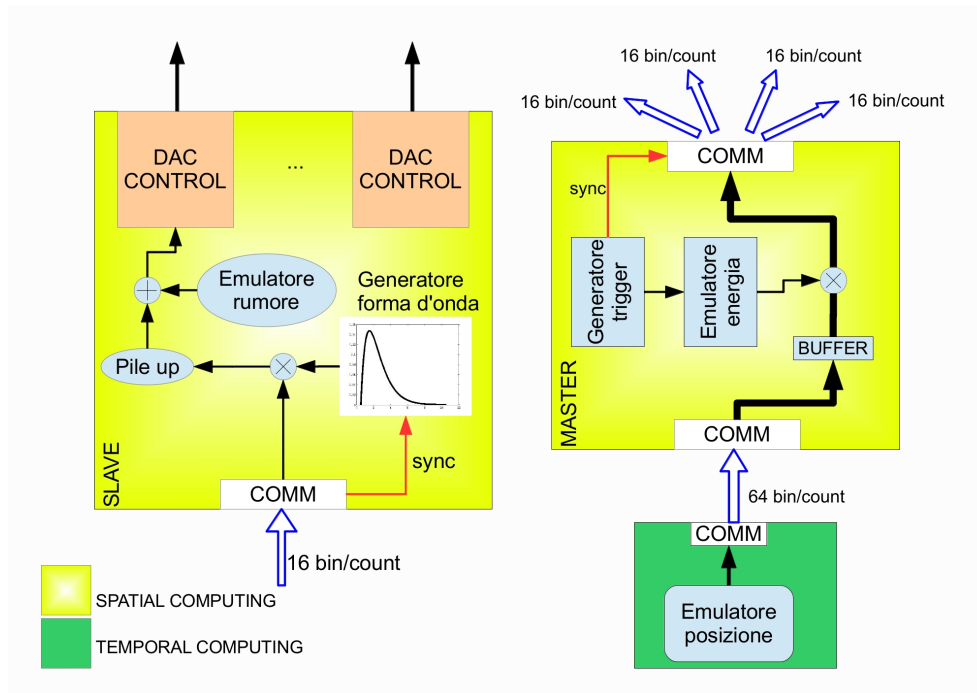 16 bin/count
16 bin/count
16 bin/count
16 bin/count
DAC
CONTROL
...
DAC
CONTROL
COMM
sync
Emulatore
rumore
Generatore
forma d'onda
Pile up
Generatore
trigger
Emulatore
energia
BUFFER
SLAVE
sync
COMM
16 bin/count
MASTER
COMM
64 bin/count
COMM
Emulatore
posizione
SPATIAL COMPUTING
TEMPORAL COMPUTING